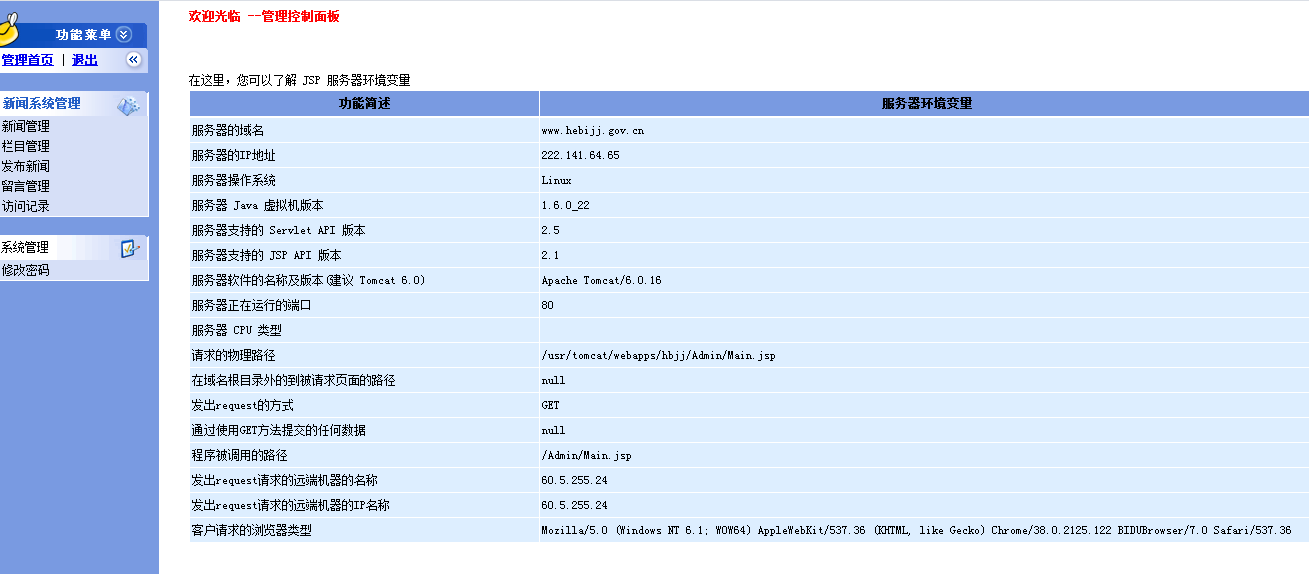 欢迎光临 --管理控制面板
功能菜单
管理首页 | 退出
新闻系统管理
新闻管理
栏目管理
发布新闻
留言管理
访问记录
系统管理
修改密码
在这里，您可以了解 JSP 服务器环境变量
功能简述 服务器环境变量
服务器的域名 www.hebijj.gov.cn
服务器的IP地址 222.141.64.65
服务器操作系统 Linux
服务器 Java 虚拟机版本 1.6.0_22
服务器支持的 Servlet API 版本 2.5
服务器支持的 JSP API 版本 2.1
服务器软件的名称及版本(建议 Tomcat 6.0) Apache Tomcat/6.0.16
服务器正在运行的端口 80
服务器 CPU 类型
请求的物理路径 /usr/tomcat/webapps/hbjj/Admin/Main.jsp
在域名根目录外的到被请求页面的路径 null
发出request的方式 GET
通过使用GET方法提交的任何数据 null
程序被调用的路径 /Admin/Main.jsp
发出request请求的远端机器的名称 60.5.255.24
发出request请求的远端机器的IP名称 60.5.255.24
客户请求的浏览器类型 Mozilla/5.0 (Windows NT 6.1; WOW64) AppleWebKit/537.36 (KHTML, like Gecko) Chrome/38.0.2125.122 BIDUBrowser/7.0 Safari/537.36